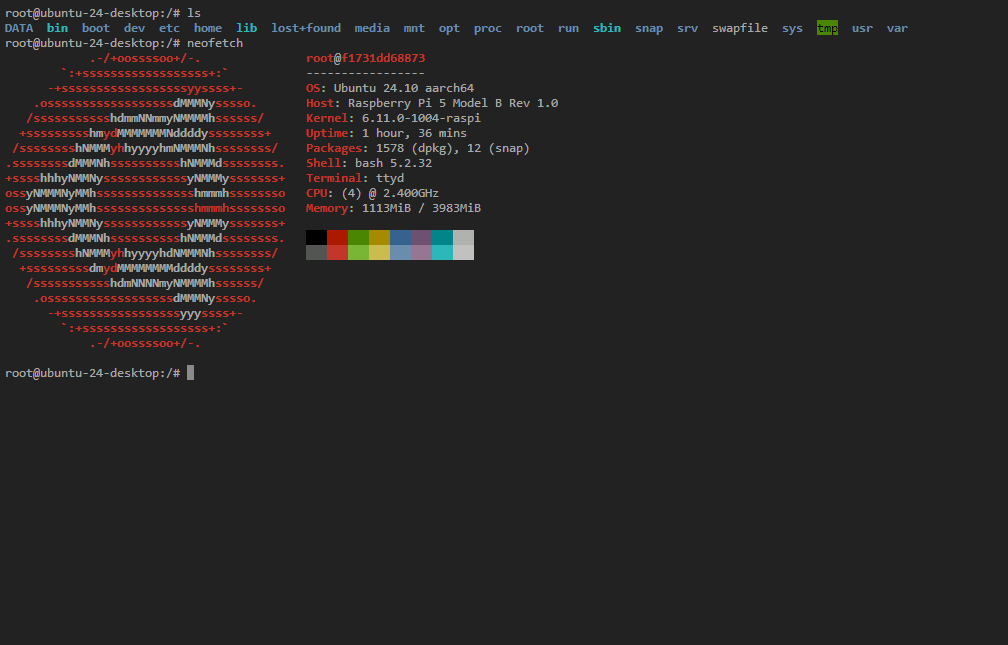 root@ubuntu-24-desktop:/# ls
DATA bin boot dev etc home lib lost+found media mnt opt proc root run sbin snap srv swapfile sys tmp usr var
root@ubuntu-24-desktop:/# neofetch
            .-/+oossssoo+/-.               root@f1731dd68873
        `:+ssssssssssssssssss+:`           -----------------
      -+ssssssssssssssssssyyssss+-         OS: Ubuntu 24.10 aarch64
    .ossssssssssssssssssdMMMNysssso.       Host: Raspberry Pi 5 Model B Rev 1.0
   /ssssssssssshdmmNNmmyNMMMMhssssss/      Kernel: 6.11.0-1004-raspi
  +ssssssssshmydMMMMMMMNddddyssssssss+     Uptime: 1 hour, 36 mins
 /sssssssshNMMMyhhyyyyhmNMMMNhssssssss/    Packages: 1578 (dpkg), 12 (snap)
.ssssssssdMMMNhsssssssssshNMMMdssssssss.   Shell: bash 5.2.32
+sssshhhyNMMNyssssssssssssyNMMMysssssss+   Terminal: ttyd
ossyNMMMNyMMhsssssssssssssshmmmhssssssso   CPU: (4) @ 2.400GHz
ossyNMMMNyMMhsssssssssssssshmmmhssssssso   Memory: 1113MiB / 3983MiB
+sssshhhyNMMNyssssssssssssyNMMMysssssss+
.ssssssssdMMMNhsssssssssshNMMMdssssssss.
 /sssssssshNMMMyhhyyyyhdNMMMNhssssssss/
  +sssssssssdmydMMMMMMMMddddyssssssss+
   /ssssssssssshdmNNNNmyNMMMMhssssss/
    .ossssssssssssssssssdMMMNysssso.
      -+sssssssssssssssssyyyssss+-
        `:+ssssssssssssssssss+:`
            .-/+oossssoo+/-.
root@ubuntu-24-desktop:/#